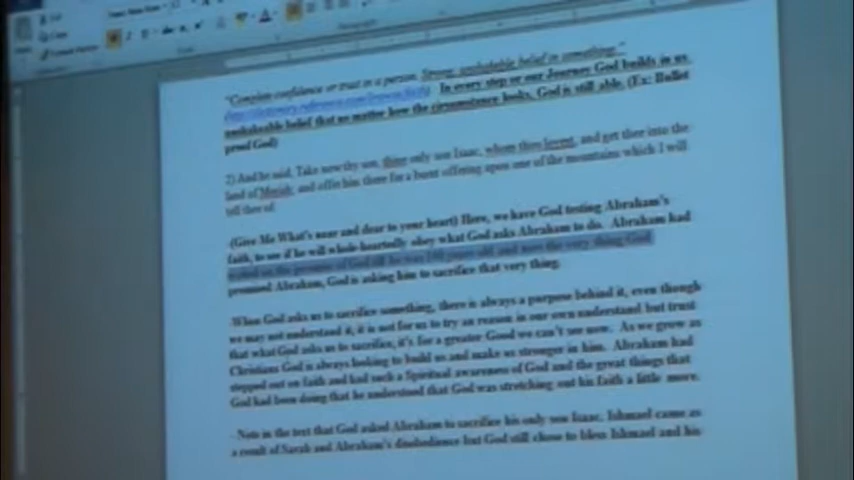 "Complete confidence or trust in a person. Strong, unshakable belief in something."
In every step or our Journey God builds in us
unshakeable belief that no matter how the circumstance looks, God is still able. (Ex: Bullet
proof God)
2) And he said, Take now thy son, thine only son Isaac, whom thou lovest, and get thee into the
land of Moriah; and offer him there for a burnt offering upon one of the mountains which I will
tell thee of.
(Give Me What's near and dear to your heart) Here, we have God testing Abraham's
faith, to see if he will whole-heartedly obey what God asks Abraham to do. Abraham had
waited on the promise of God till he was 100 years old and now the very thing God
promised Abraham, God is asking him to sacrifice that very thing.
-When God asks us to sacrifice something, there is always a purpose behind it, even though
we may not understand it, it is not for us to try an reason in our own understand but trust
that what God asks us to sacrifice, it's for a greater Good we can't see now. As we grow as
Christians God is always looking to build us and make us stronger in him. Abraham had
stepped out on faith and had such a Spiritual awareness of God and the great things that
God had been doing that he understood that God was stretching out his faith a little more.
- Note in the text that God asked Abraham to sacrifice his only son Isaac. Ishmael came as
a result of Sarah and Abraham's disobedience but God still chose to bless Ishmael and his